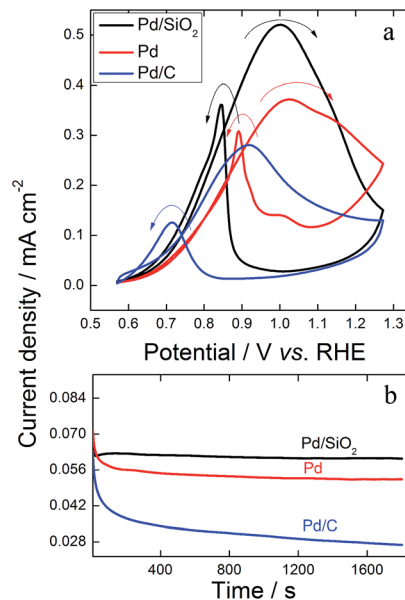 Pd/SiO₂
Pd
Pd/C
a
0.5
0.4
0.3
0.2
0.1
0.0
0.5 0.6 0.7 0.8 0.9 1.0 1.1 1.2 1.3
Potential / V vs. RHE
Current density / mA cm⁻²
b
0.084
0.070
0.056
0.042
0.028
Pd/SiO₂
Pd
Pd/C
400 800 1200 1600
Time / s